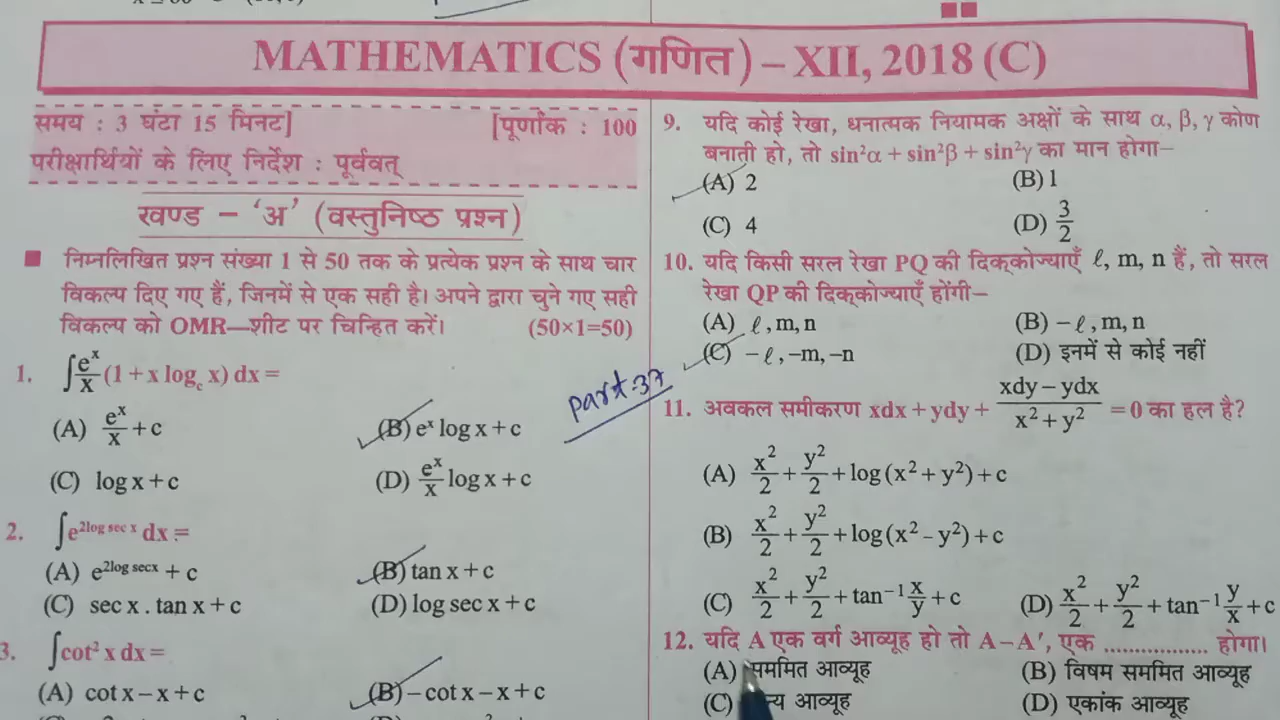 MATHEMATICS (गणित) – XII, 2018 (C)
समय : 3 घंटा 15 मिनट] [पूर्णांक : 100
परीक्षार्थियों के लिए निर्देश : पूर्ववत्
खण्ड – ‘अ’ (वस्तुनिष्ठ प्रश्न)
■ निम्नलिखित प्रश्न संख्या 1 से 50 तक के प्रत्येक प्रश्न के साथ चार
विकल्प दिए गए हैं, जिनमें से एक सही है। अपने द्वारा चुने गए सही
विकल्प को OMR—शीट पर चिन्हित करें। (50×1=50)
1. ∫eˣ/x (1 + x logₑ x) dx =
(A) eˣ/x + c (B) eˣ log x + c
(C) log x + c (D) eˣ/x log x + c
2. ∫e^(2log sec x) dx =
(A) e^(2log secx) + c (B) tan x + c
(C) sec x . tan x + c (D) log sec x + c
3. ∫cot² x dx =
(A) cot x – x + c (B) – cot x – x + c
part-37
9. यदि कोई रेखा, धनात्मक नियामक अक्षों के साथ α, β, γ कोण
बनाती हो, तो sin²α + sin²β + sin²γ का मान होगा–
(A) 2 (B) 1
(C) 4 (D) 3/2
10. यदि किसी सरल रेखा PQ की दिक्कोज्याएँ ℓ, m, n हैं, तो सरल
रेखा QP की दिक्कोज्याएँ होंगी–
(A) ℓ, m, n (B) – ℓ, m, n
(C) – ℓ, –m, –n (D) इनमें से कोई नहीं
11. अवकल समीकरण xdx + ydy + (xdy – ydx)/(x² + y²) = 0 का हल है?
(A) x²/2 + y²/2 + log (x² + y²) + c
(B) x²/2 + y²/2 + log (x² - y²) + c
(C) x²/2 + y²/2 + tan⁻¹ x/y + c (D) x²/2 + y²/2 + tan⁻¹ y/x + c
12. यदि A एक वर्ग आव्यूह हो तो A – A′, एक .................. होगा।
(A) सममित आव्यूह (B) विषम सममित आव्यूह
(C) आव्यूह (D) एकांक आव्यूह